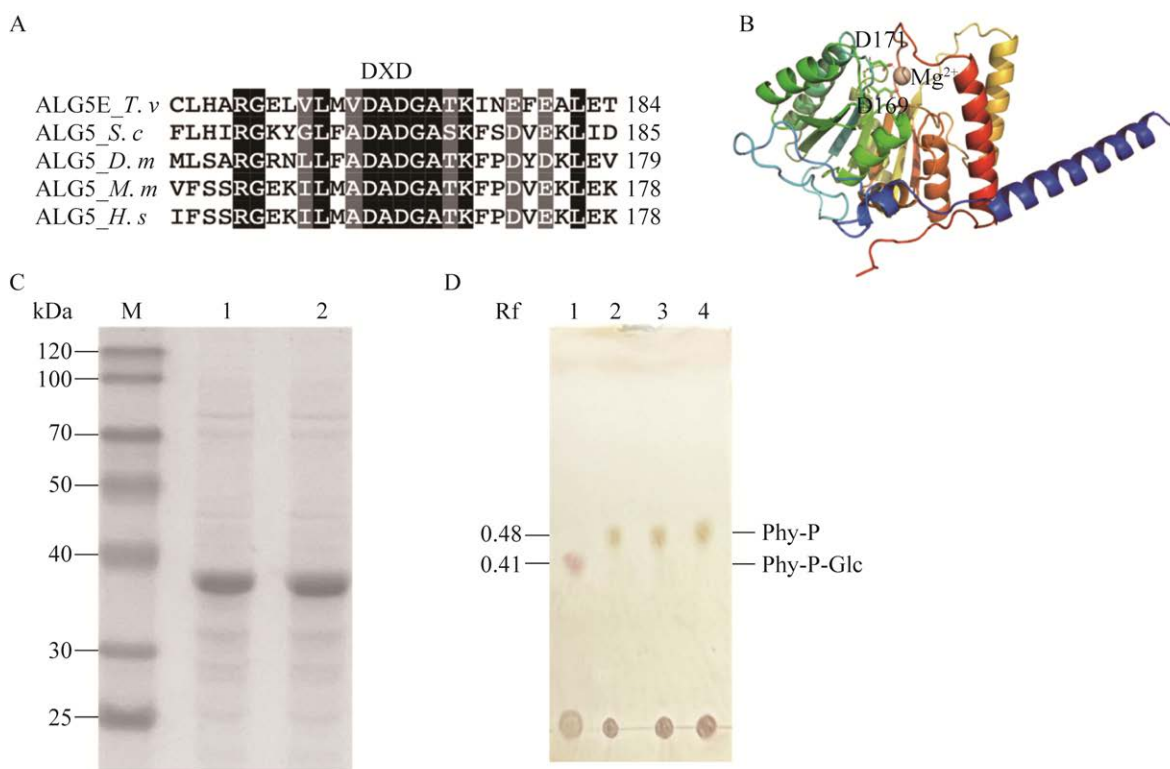 A
DXD
ALG5E_T. v CLHARGELVLMVDADGATKINEFEALET 184
ALG5_S. c FLHIRGKYGLFADADGASKFSDVEKLID 185
ALG5_D. m MLSARGRNLLFADADGATKFPDYDKLEV 179
ALG5_M. m VFSSRGEKILMADADGATKFPDVEKLEK 178
ALG5_H. s IFSSRGEKILMADADGATKFPDVEKLEK 178
B
D171
Mg2+
D169
C
kDa M 1 2
120
100
70
50
40
30
25
D
Rf 1 2 3 4
0.48 Phy-P
0.41 Phy-P-Glc